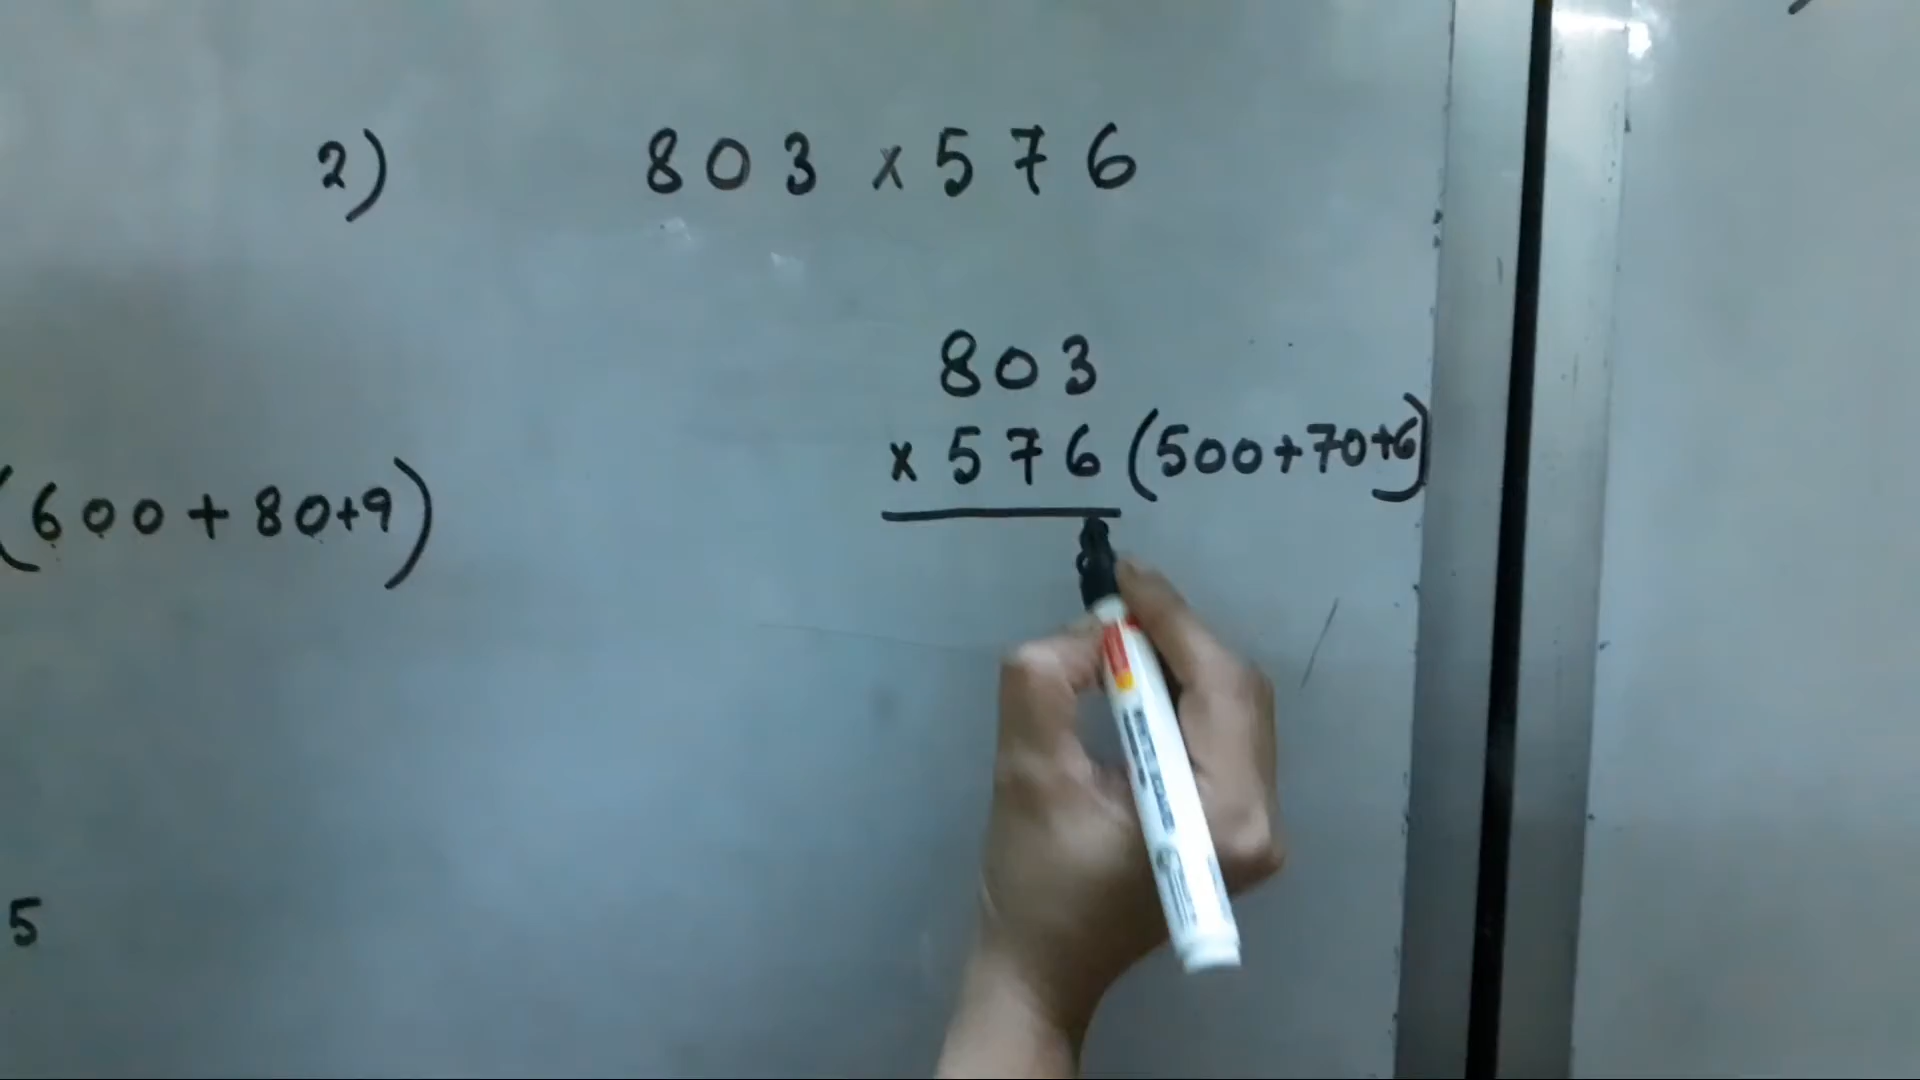 2) 803 x 576
803
x 576 (500+70+6)
(600 + 80+9)
5